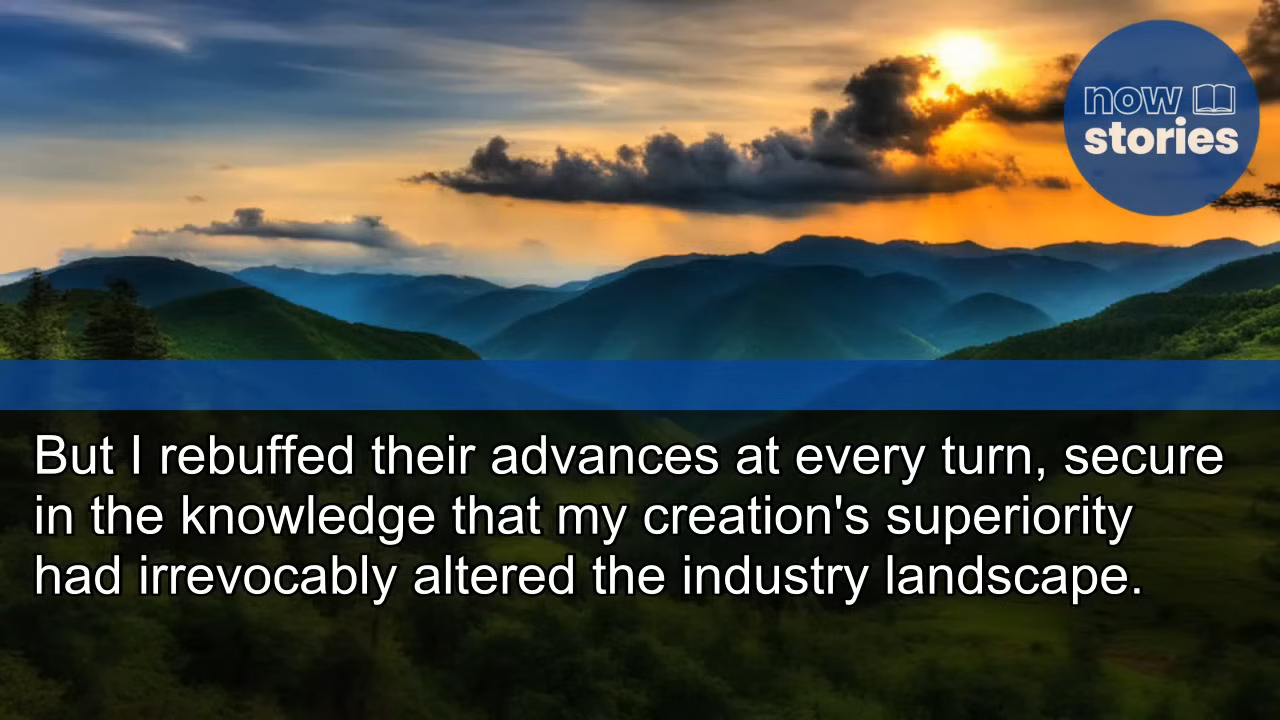 now
stories
But I rebuffed their advances at every turn, secure
in the knowledge that my creation's superiority
had irrevocably altered the industry landscape.